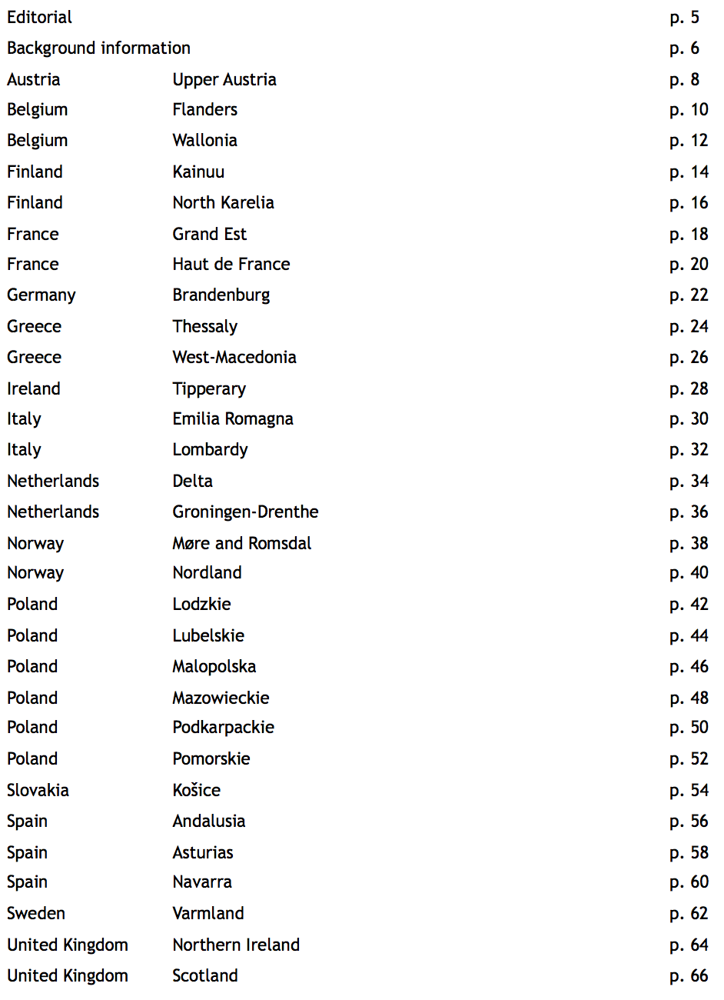 Editorial p. 5
Background information p. 6
Austria Upper Austria p. 8
Belgium Flanders p. 10
Belgium Wallonia p. 12
Finland Kainuu p. 14
Finland North Karelia p. 16
France Grand Est p. 18
France Haut de France p. 20
Germany Brandenburg p. 22
Greece Thessaly p. 24
Greece West-Macedonia p. 26
Ireland Tipperary p. 28
Italy Emilia Romagna p. 30
Italy Lombardy p. 32
Netherlands Delta p. 34
Netherlands Groningen-Drenthe p. 36
Norway Møre and Romsdal p. 38
Norway Nordland p. 40
Poland Lodzkie p. 42
Poland Lubelskie p. 44
Poland Malopolska p. 46
Poland Mazowieckie p. 48
Poland Podkarpackie p. 50
Poland Pomorskie p. 52
Slovakia Košice p. 54
Spain Andalusia p. 56
Spain Asturias p. 58
Spain Navarra p. 60
Sweden Varmland p. 62
United Kingdom Northern Ireland p. 64
United Kingdom Scotland p. 66